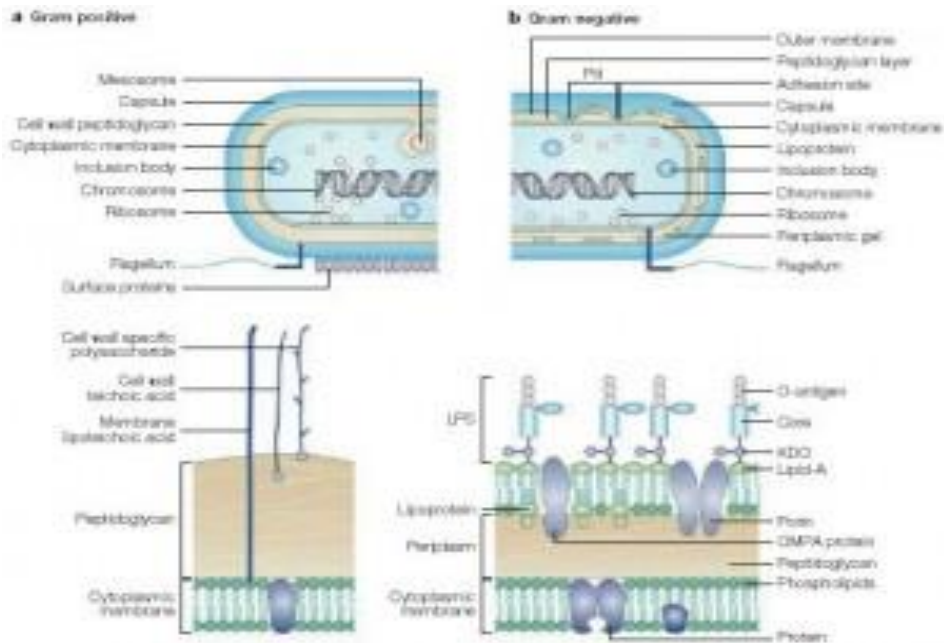 a Gram positive
Mesosome
Capsule
Cell wall peptidoglycan
Cytoplasmic membrane
Inclusion body
Chromosome
Ribosome
Flagellum
Surface proteins
b Gram negative
Outer membrane
Peptidoglycan layer
Pili
Adhesion site
Capsule
Cytoplasmic membrane
Lipoprotein
Inclusion body
Chromosome
Ribosome
Periplasmic gel
Flagellum
Cell wall specific
polysaccharide
Cell wall
teichoic acid
Membrane
lipoteichoic acid
Peptidoglycan
Cytoplasmic
membrane
LPS
O-antigen
Core
KDO
Lipid-A
Lipoprotein
Periplasm
Porin
OMPA protein
Peptidoglycan
Phospholipids
Cytoplasmic
membrane
Protein